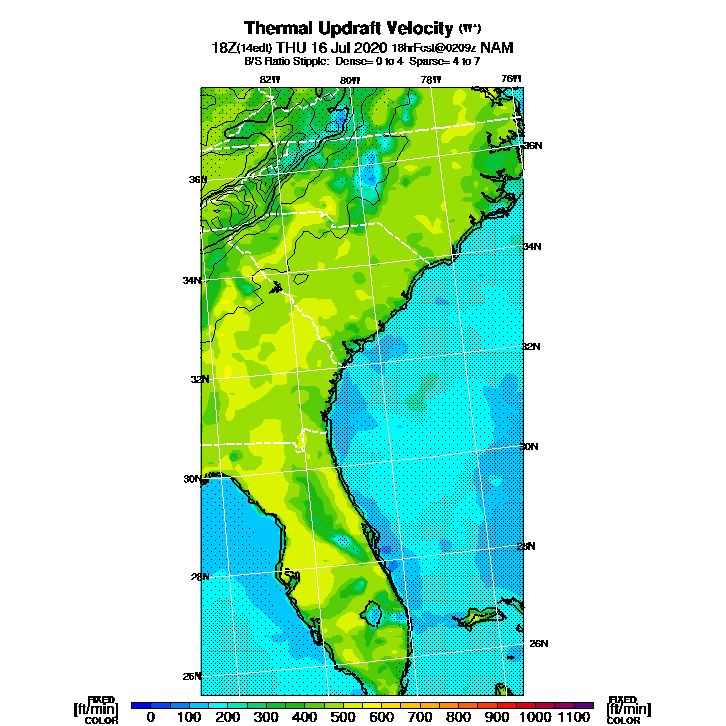 Thermal Updraft Velocity (W*)
18Z(14edt) THU 16 Jul 2020 18hrFcst@0209z NAM
B/S Ratio Stipple: Dense= 0 to 4 Sparse= 4 to 7
82W 80W 78W 76W
36N
36N
34N
34N
32N
32N
30N
30N
28N
28N
26N
26N
FIXED FIXED
[ft/min] 0 100 200 300 400 500 600 700 800 900 1000 1100 [ft/min]
COLOR COLOR